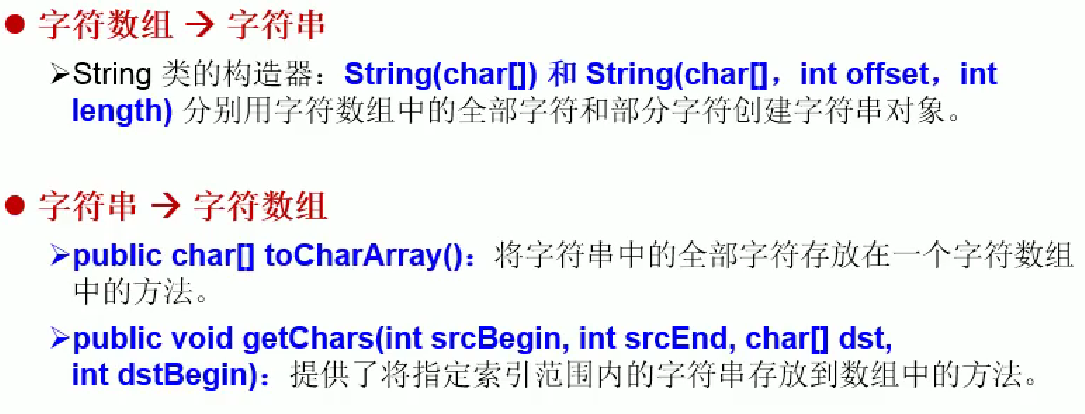 ● 字符数组 → 字符串
➢String 类的构造器：String(char[]) 和 String(char[]，int offset，int
length) 分别用字符数组中的全部字符和部分字符创建字符串对象。
● 字符串 → 字符数组
➢public char[] toCharArray()：将字符串中的全部字符存放在一个字符数组
中的方法。
➢public void getChars(int srcBegin, int srcEnd, char[] dst,
int dstBegin)：提供了将指定索引范围内的字符串存放到数组中的方法。